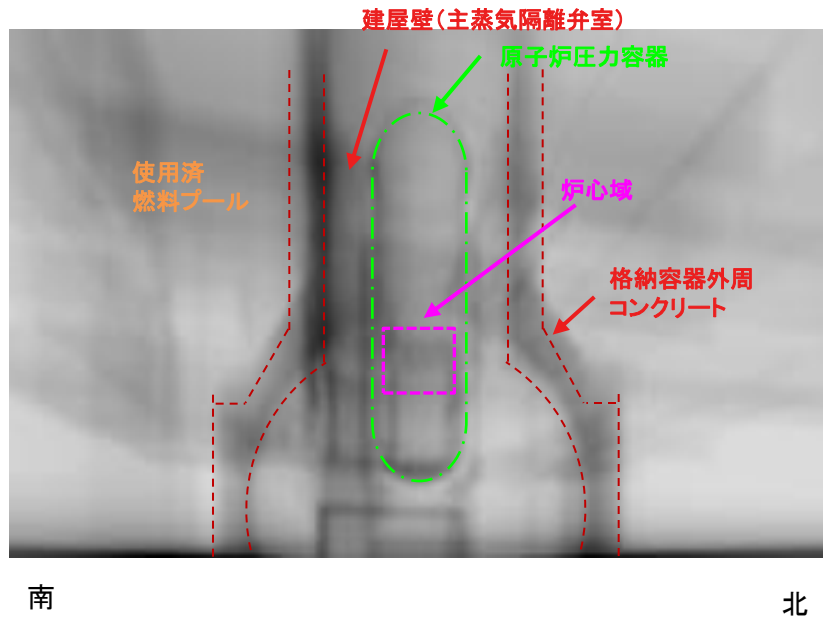 建屋壁（主蒸気隔離弁室）
原子炉圧力容器
使用済
燃料プール
炉心域
格納容器外周
コンクリート
南
北